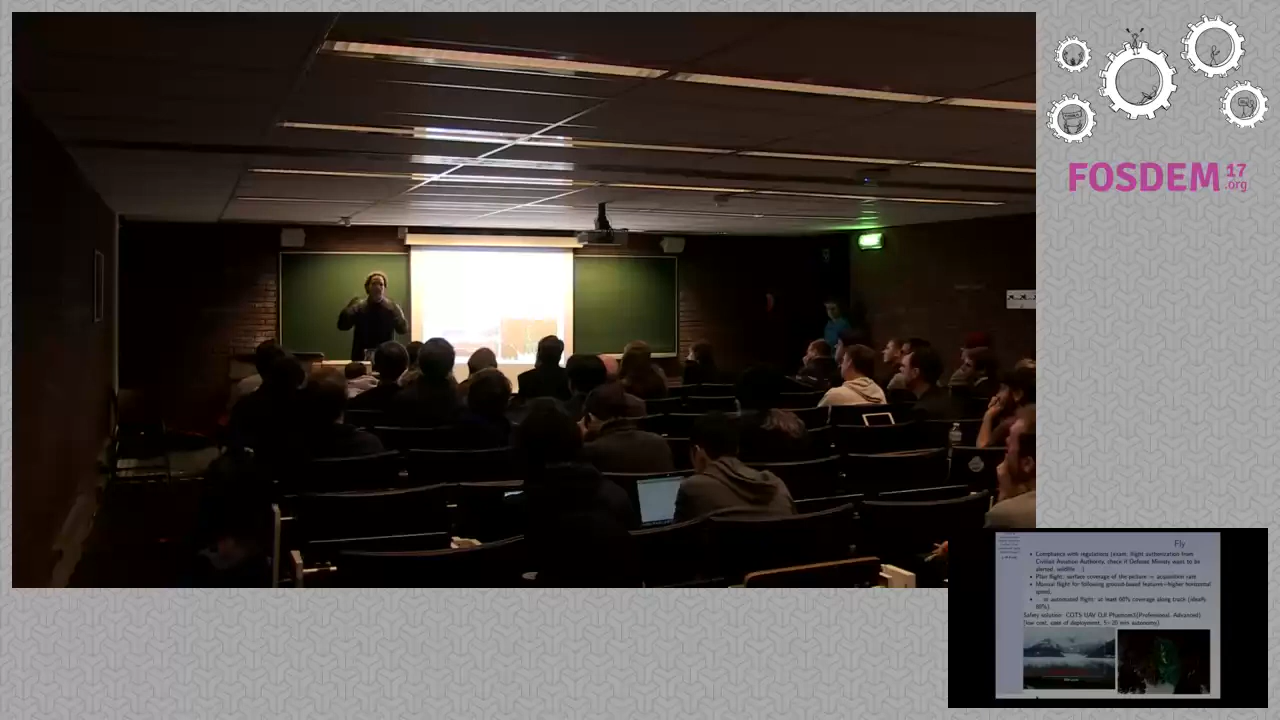 FOSDEM 17
.org
Fly
• Compliance with regulations (exam, flight authorization from
Civilian Aviation Authority, check if Defense Ministry want to be
alerted, wildlife ...)
• Plan flight: surface coverage of the picture → acquisition rate
• Manual flight for following ground-based features=higher horizontal
speed,
• ... or automated flight: at least 60% coverage along track (ideally
80%).
Safety solution: COTS UAV DJI Phantom3(Professional, Advanced)
(low cost, ease of deployment, 5-20 min autonomy)